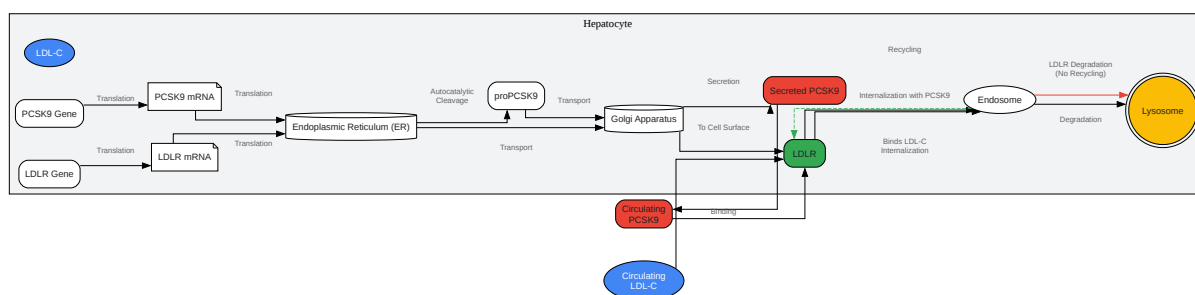 Hepatocyte
LDL-C
PCSK9 Gene
Translation
PCSK9 mRNA
Translation
LDLR Gene
Translation
LDLR mRNA
Translation
Endoplasmic Reticulum (ER)
Autocatalytic
Cleavage
proPCSK9
Transport
Transport
Golgi Apparatus
Secretion
To Cell Surface
Secreted PCSK9
LDLR
Recycling
Internalization with PCSK9
Binds LDL-C
Internalization
Endosome
LDLR Degradation
(No Recycling)
Degradation
Lysosome
Circulating
PCSK9
Binding
Circulating
LDL-C